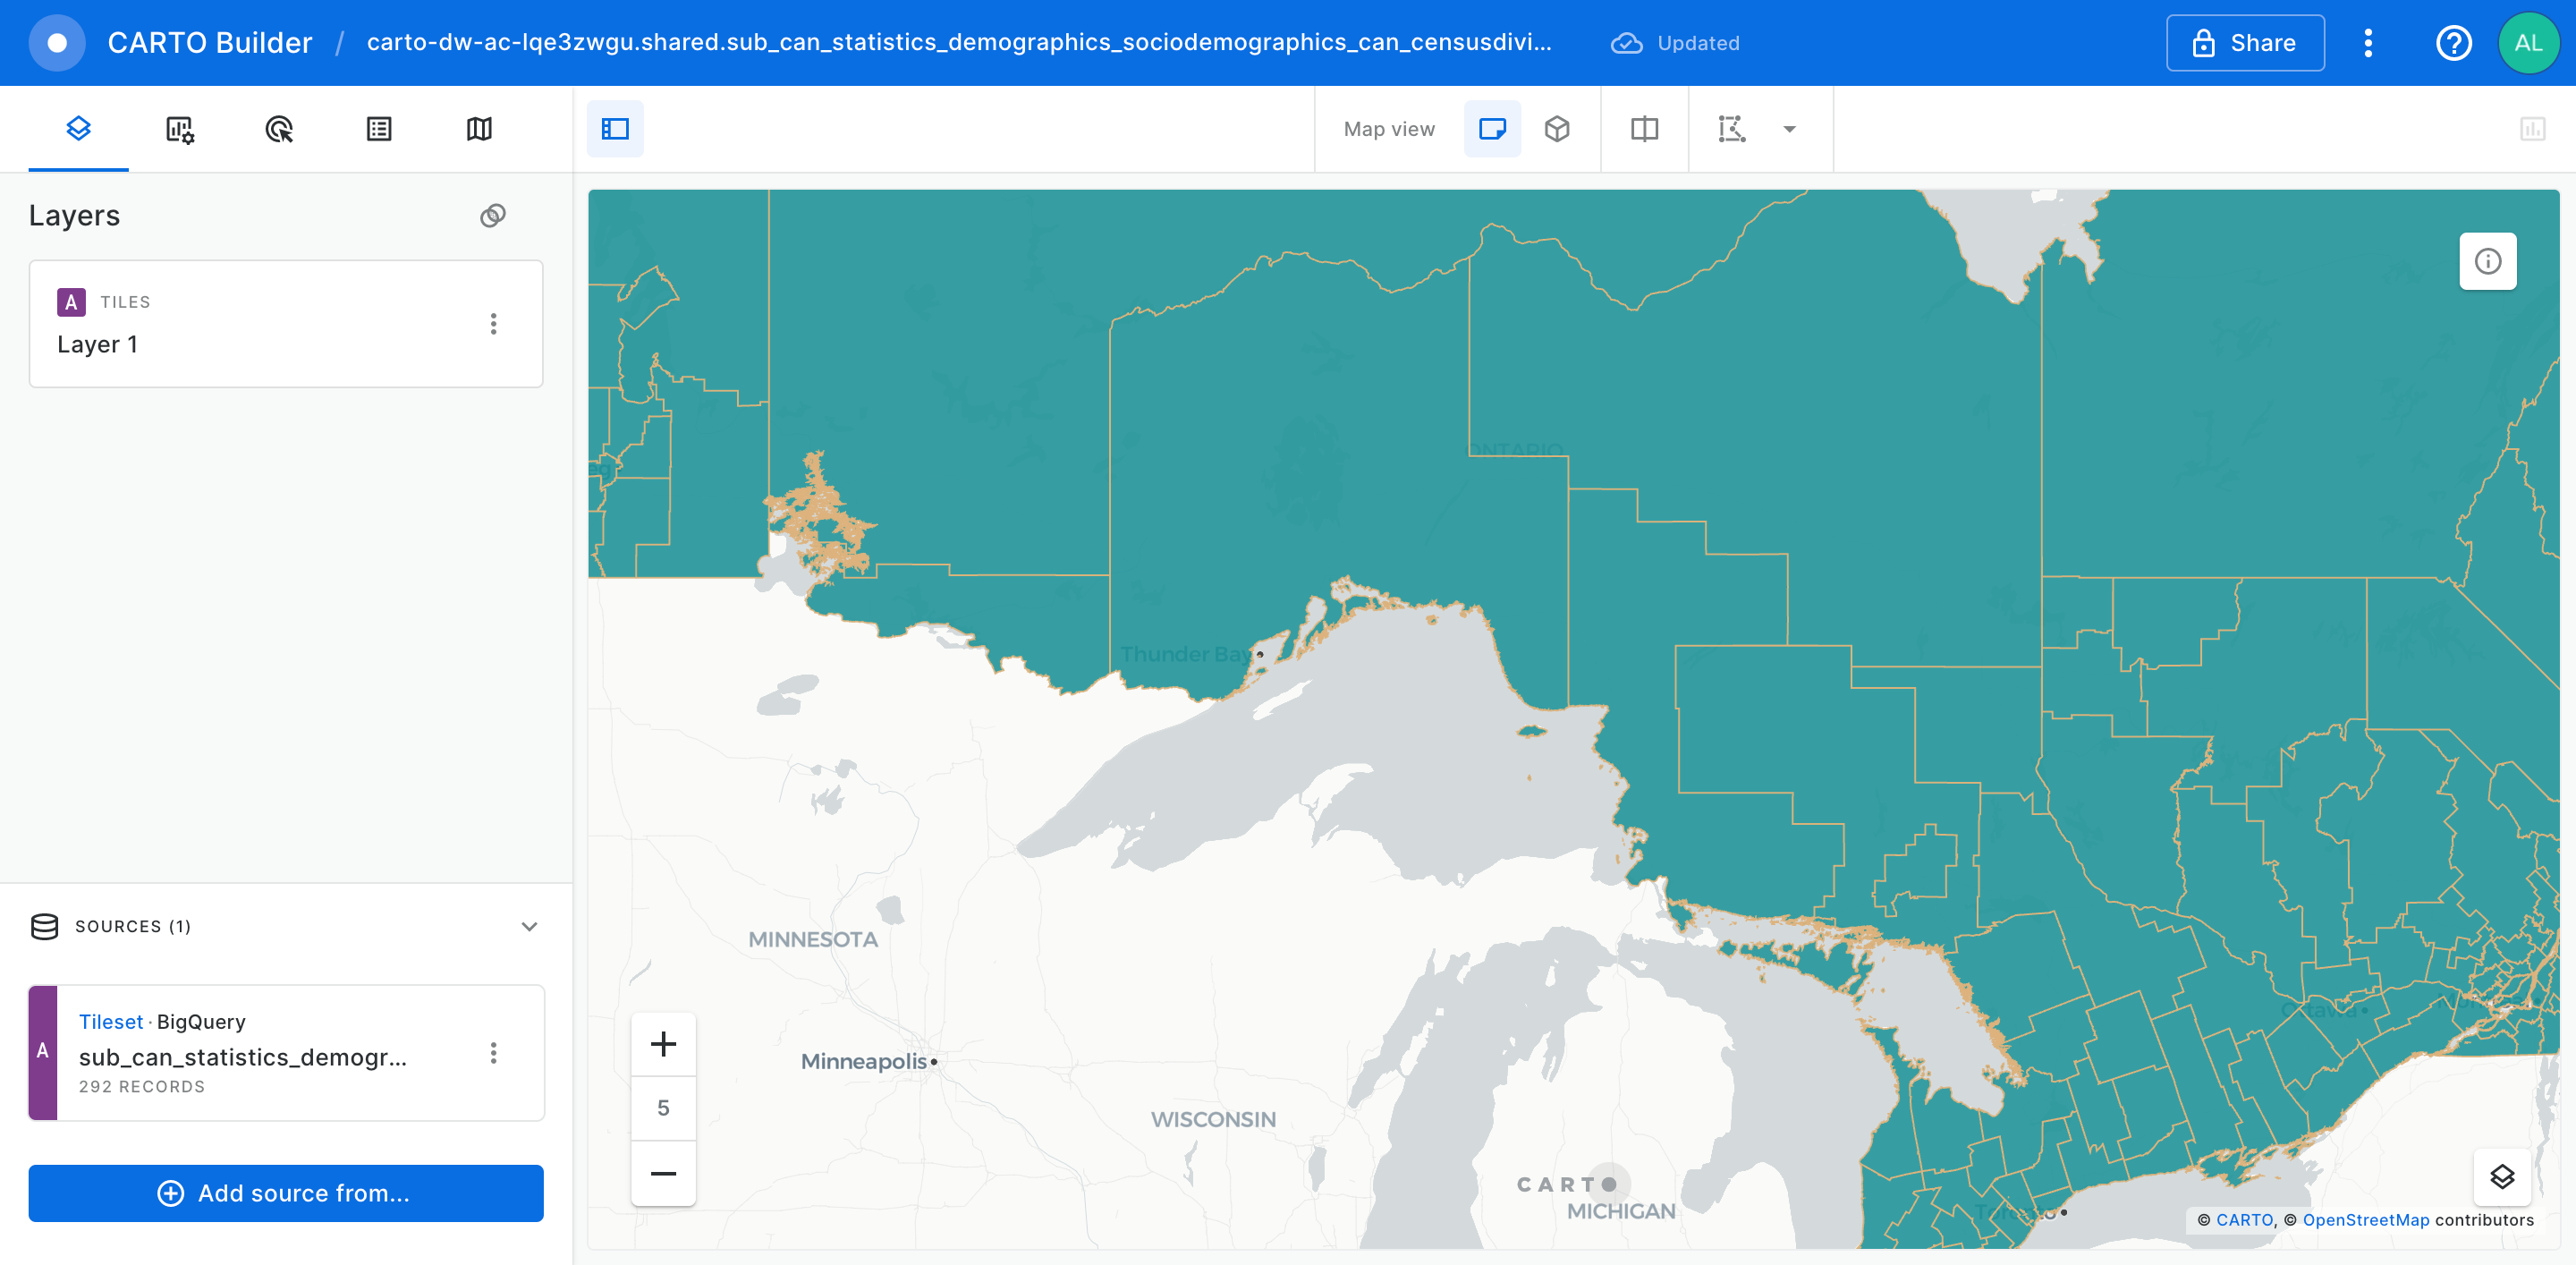 CARTO Builder / carto-dw-ac-lqe3zwgu.shared.sub_can_statistics_demographics_sociodemographics_can_censusdivi...
Updated
Share
AL
Map view
Layers
A TILES
Layer 1
SOURCES (1)
A
Tileset · BigQuery
sub_can_statistics_demogr...
292 RECORDS
Add source from...
ONTARIO
Thunder Bay
MINNESOTA
Minneapolis
WISCONSIN
Ottawa
CARTO
MICHIGAN
Toronto
5
© CARTO, © OpenStreetMap contributors